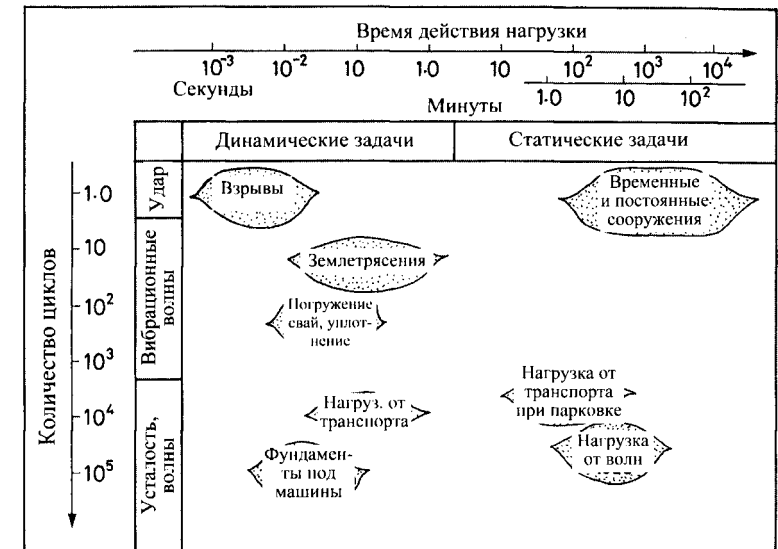 Время действия нагрузки
10⁻³ 10⁻² 10 1·0 10 10² 10³ 10⁴
Секунды
Минуты 1.0 10 10²
Динамические задачи Статические задачи
Количество циклов
1.0
10
10²
10³
10⁴
10⁵
Удар
Вибрационные
волны
Усталость,
волны
Взрывы
Временные
и постоянные
сооружения
Землетрясения
Погружение
свай, уплот-
нение
Нагрузка от
транспорта
при парковке
Нагруз. от
транспорта
Нагрузка
от волн
Фундамен-
ты под
машины